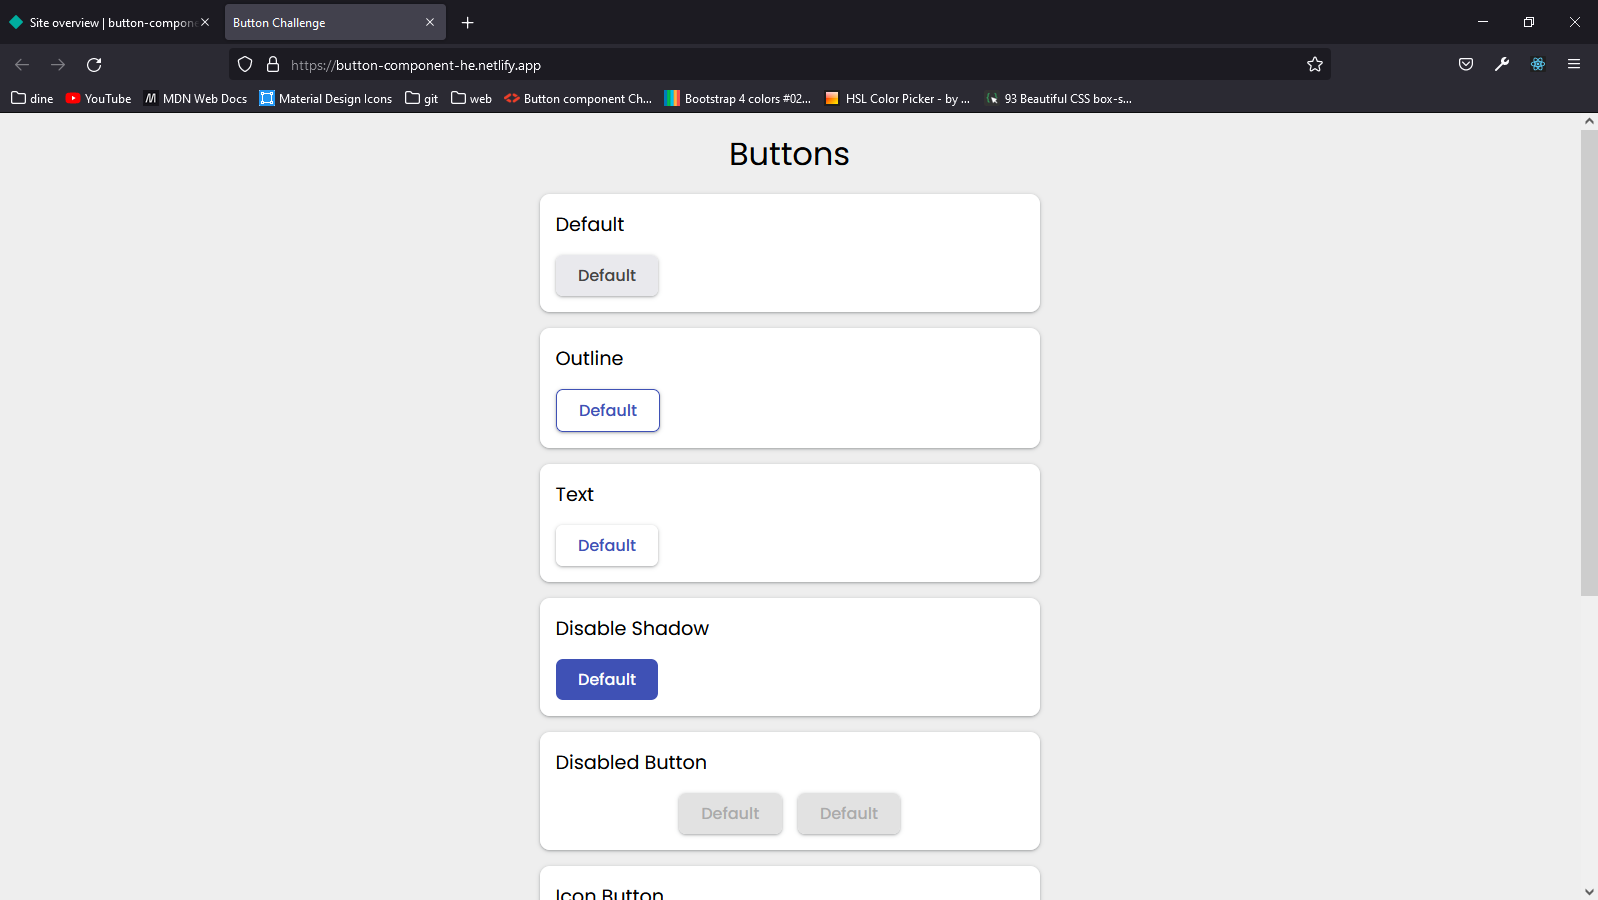 Site overview | button-compone
Button Challenge
https://button-component-he.netlify.app
dine
YouTube
MDN Web Docs
Material Design Icons
git
web
Button component Ch...
Bootstrap 4 colors #02...
HSL Color Picker - by ...
93 Beautiful CSS box-s...
Buttons
Default
Default
Outline
Default
Text
Default
Disable Shadow
Default
Disabled Button
Default Default
Icon Button